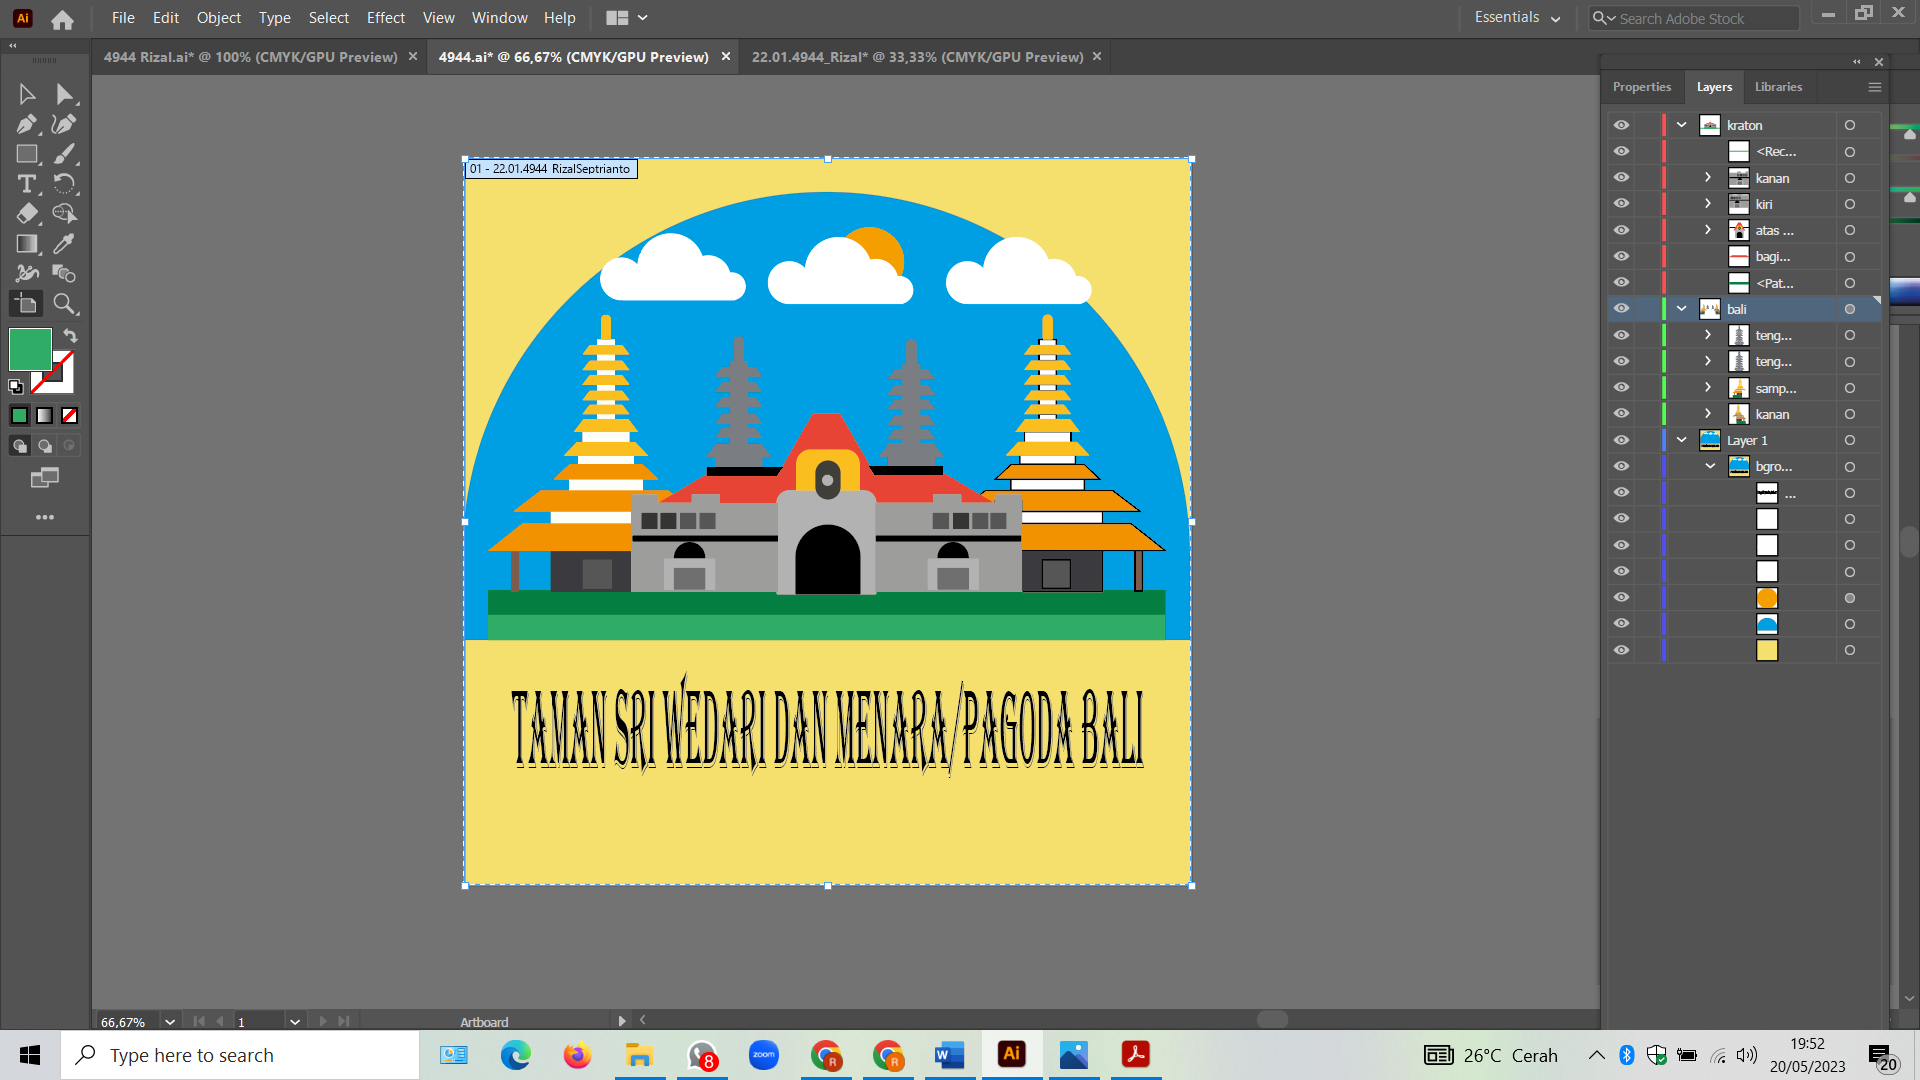 Ai File Edit Object Type Select Effect View Window Help Essentials Search Adobe Stock
4944 Rizal.ai* @ 100% (CMYK/GPU Preview) 4944.ai* @ 66,67% (CMYK/GPU Preview) 22.01.4944_Rizal* @ 33,33% (CMYK/GPU Preview)
Properties Layers Libraries
kraton
<Rec...
kanan
kiri
atas ...
bagi...
<Pat...
bali
teng...
teng...
samp...
kanan
Layer 1
bgro...
...
01 - 22.01.4944 RizalSeptrianto
TAMAN SRI WEDARI DAN MENARA/PAGODA BALI
66,67% 1 Artboard
Type here to search
8
zoom
R
R
W
Ai
26°C Cerah
19:52
20/05/2023
20